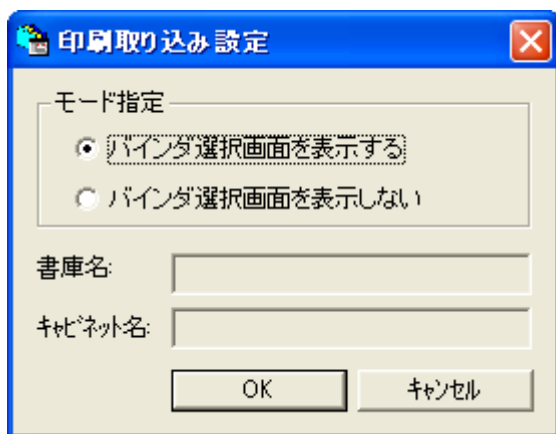 印刷取り込み設定
モード指定
バインダ選択画面を表示する
バインダ選択画面を表示しない
書庫名:
ｷｬﾋﾞﾈｯﾄ名:
OK
ｷｬﾝｾﾙ